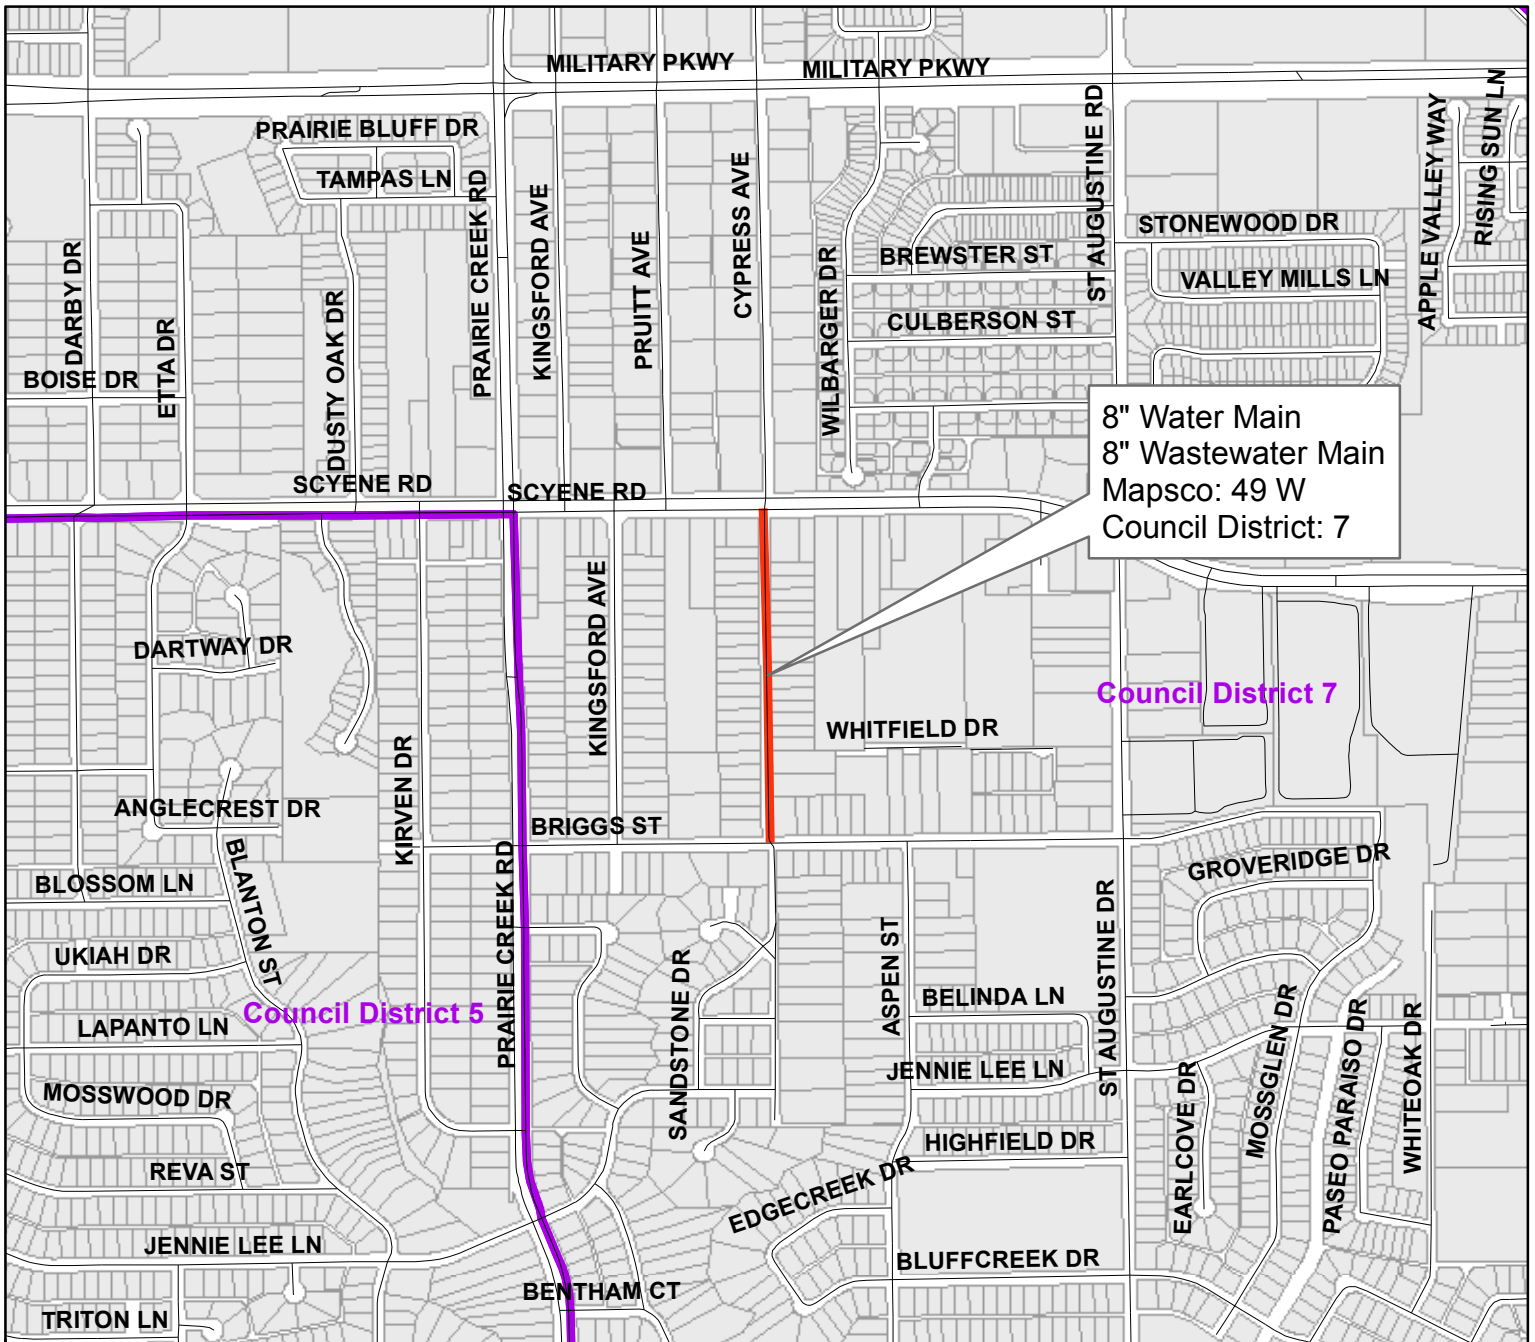 MILITARY PKWY
MILITARY PKWY
PRAIRIE BLUFF DR
TAMPAS LN
DARBY DR
ETTA DR
BOISE DR
DUSTY OAK DR
PRAIRIE CREEK RD
KINGSFORD AVE
PRUITT AVE
CYPRESS AVE
WILBARGER DR
BREWSTER ST
CULBERSON ST
ST AUGUSTINE RD
STONEWOOD DR
VALLEY MILLS LN
APPLE VALLEY WAY
RISING SUN LN
SCYENE RD
SCYENE RD
8" Water Main
8" Wastewater Main
Mapsco: 49 W
Council District: 7
DARTWAY DR
KINGSFORD AVE
Council District 7
WHITFIELD DR
KIRVEN DR
ANGLECREST DR
BRIGGS ST
BLANTON ST
BLOSSOM LN
PRAIRIE CREEK RD
GROVERIDGE DR
UKIAH DR
SANDSTONE DR
ASPEN ST
ST AUGUSTINE DR
BELINDA LN
Council District 5
LAPANTO LN
JENNIE LEE LN
MOSSWOOD DR
EARLCOVE DR
MOSSGLEN DR
PASEO PARAISO DR
WHITEOAK DR
HIGHFIELD DR
REVA ST
EDGECREEK DR
JENNIE LEE LN
BLUFFCREEK DR
BENTHAM CT
TRITON LN